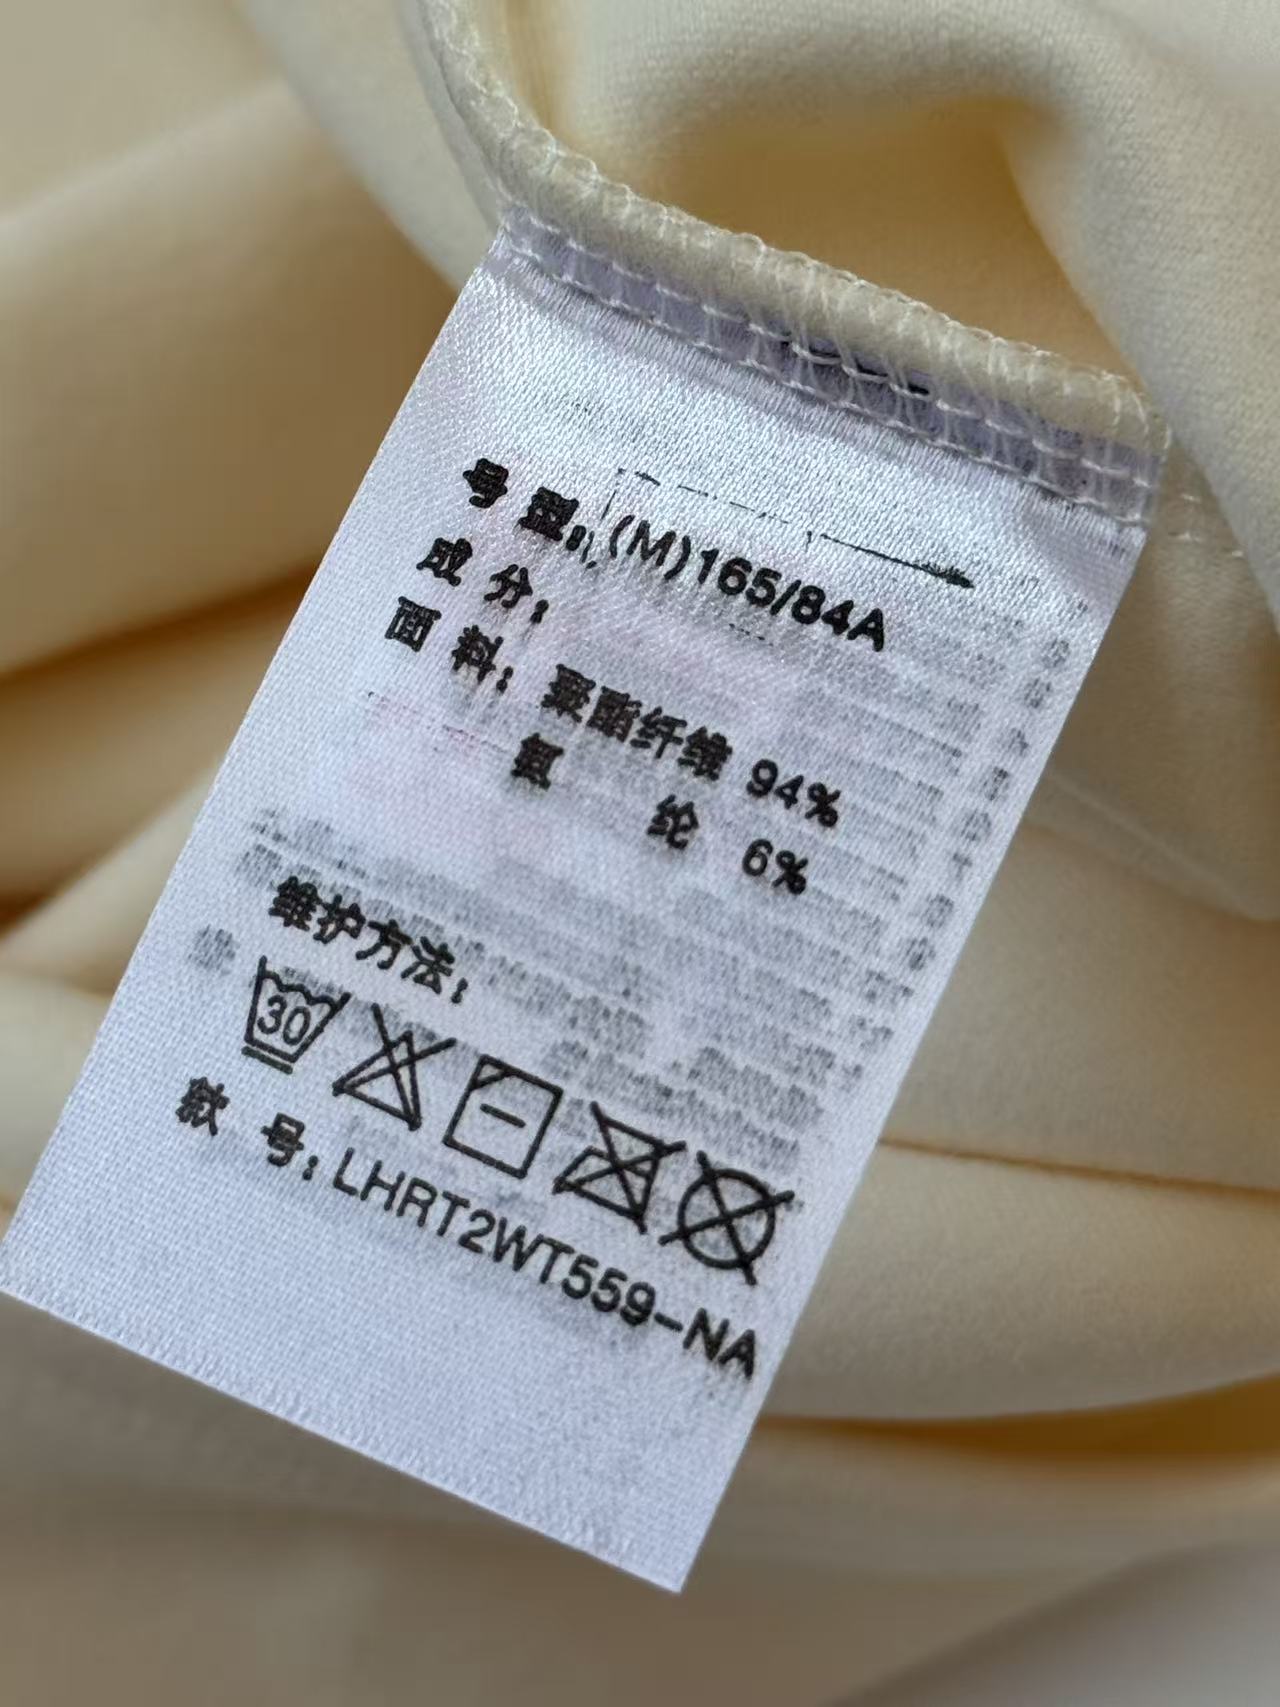 号 型:(M)165/84A
成 分:
面 料:聚酯纤维 94%
氨 纶 6%
维护方法:
30
款 号:LHRT2WT559-NA